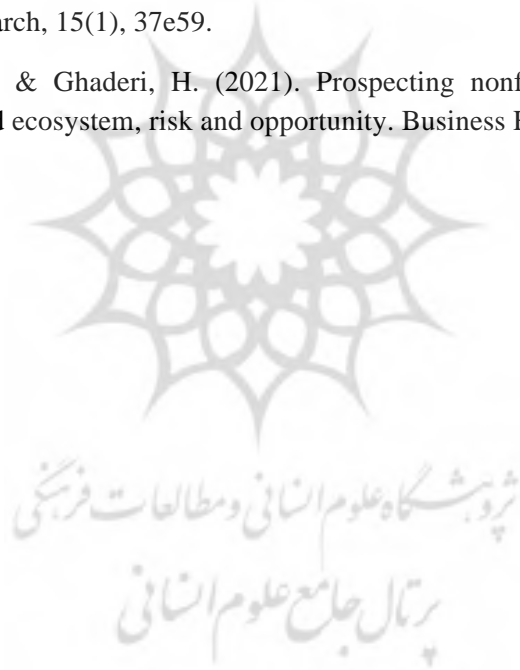 arch, 15(1), 37e59.
& Ghaderi, H. (2021). Prospecting nonf
l ecosystem, risk and opportunity. Business
پژوهشگاه علوم انسانی و مطالعات فرهنگی
پرتال جامع علوم انسانی